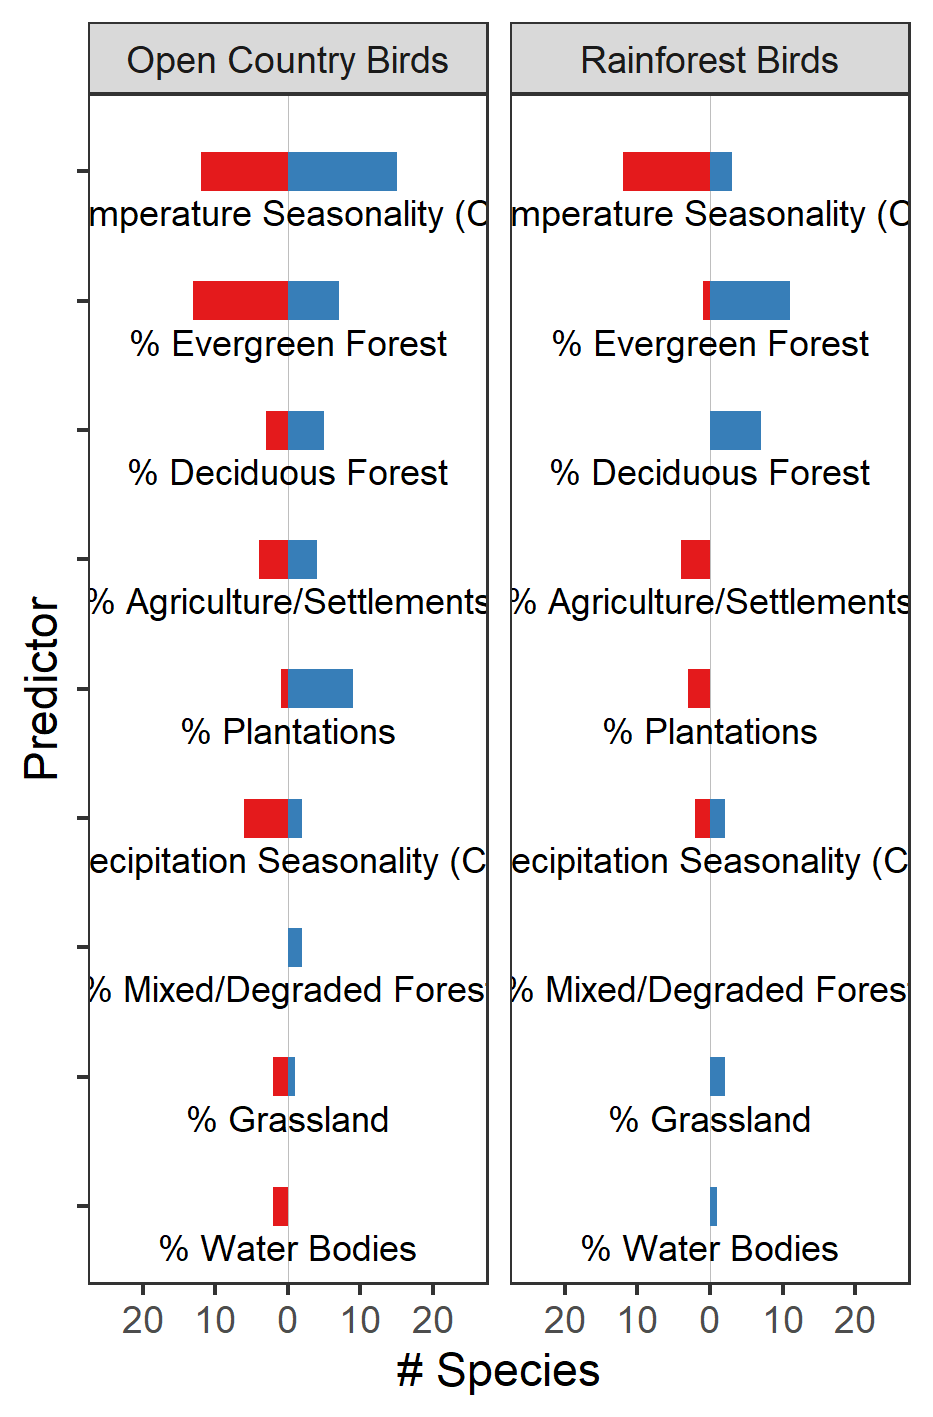 Open Country Birds
Rainforest Birds
mperature Seasonality (C
mperature Seasonality (C
% Evergreen Forest
% Evergreen Forest
% Deciduous Forest
% Deciduous Forest
% Agriculture/Settlements
% Agriculture/Settlements
% Plantations
% Plantations
ecipitation Seasonality (C
ecipitation Seasonality (C
% Mixed/Degraded Forest
% Mixed/Degraded Forest
% Grassland
% Grassland
% Water Bodies
% Water Bodies
20 10 0 10 20
20 10 0 10 20
# Species
Predictor